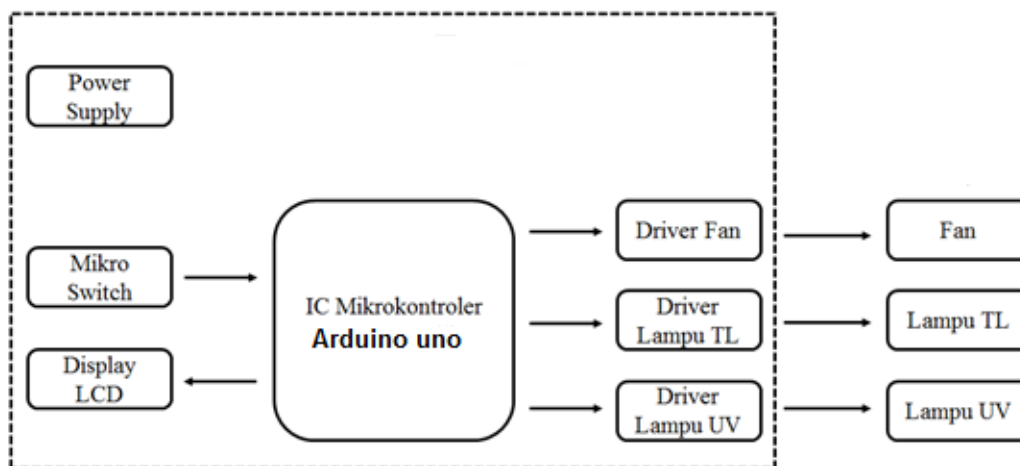 Power
Supply
Mikro
Switch
Display
LCD
IC Mikrokontroler
Arduino uno
Driver Fan
Driver
Lampu TL
Driver
Lampu UV
Fan
Lampu TL
Lampu UV